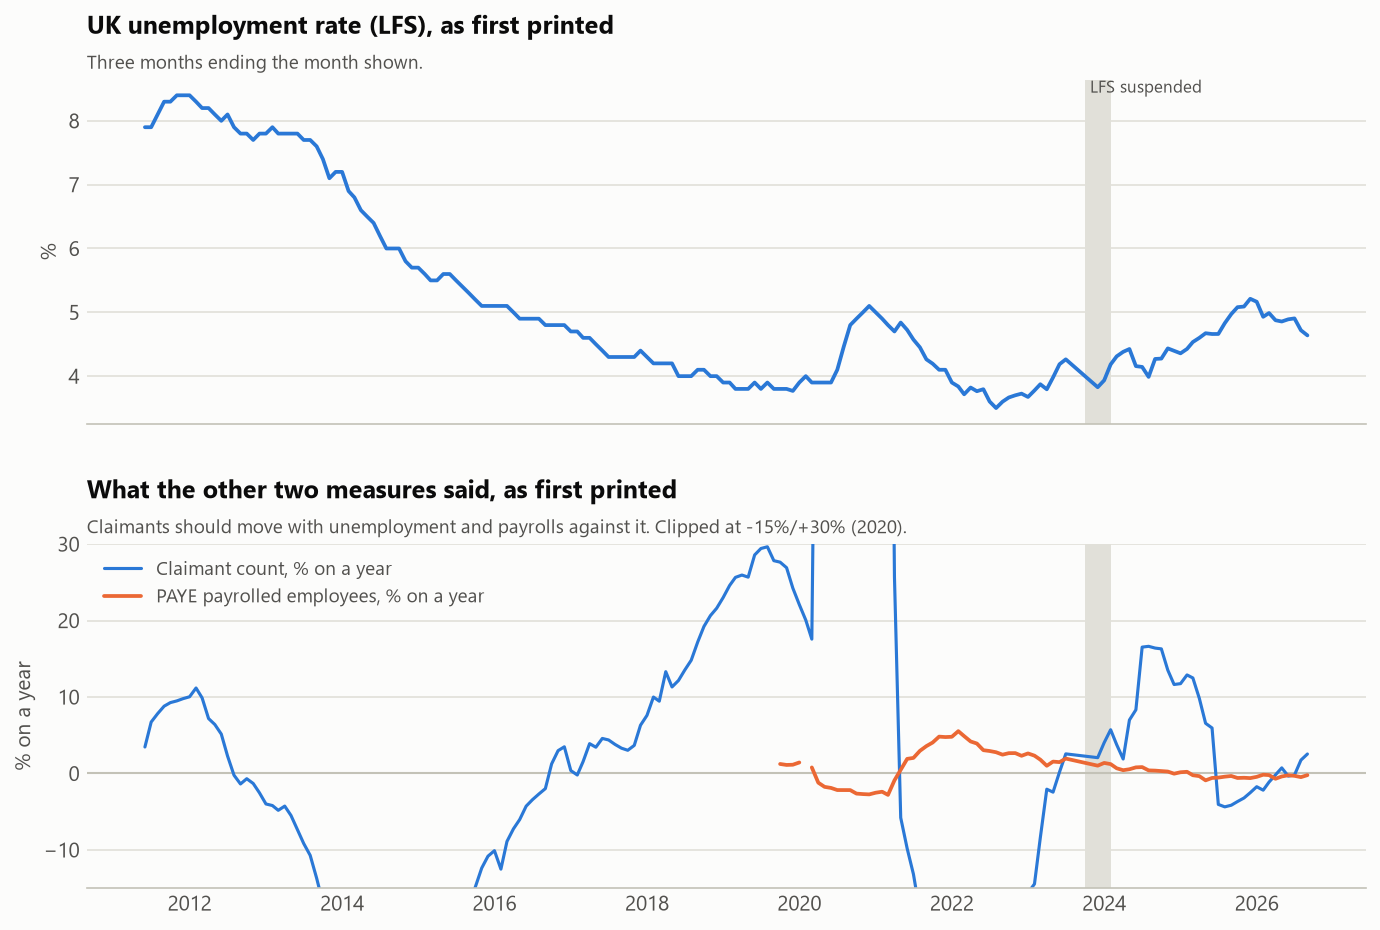 UK unemployment rate (LFS), as first printed
Three months ending the month shown.
LFS suspended
8
7
6
5
4
%
What the other two measures said, as first printed
Claimants should move with unemployment and payrolls against it. Clipped at -15%/+30% (2020).
30
20
10
0
−10
% on a year
Claimant count, % on a year
PAYE payrolled employees, % on a year
2012 2014 2016 2018 2020 2022 2024 2026